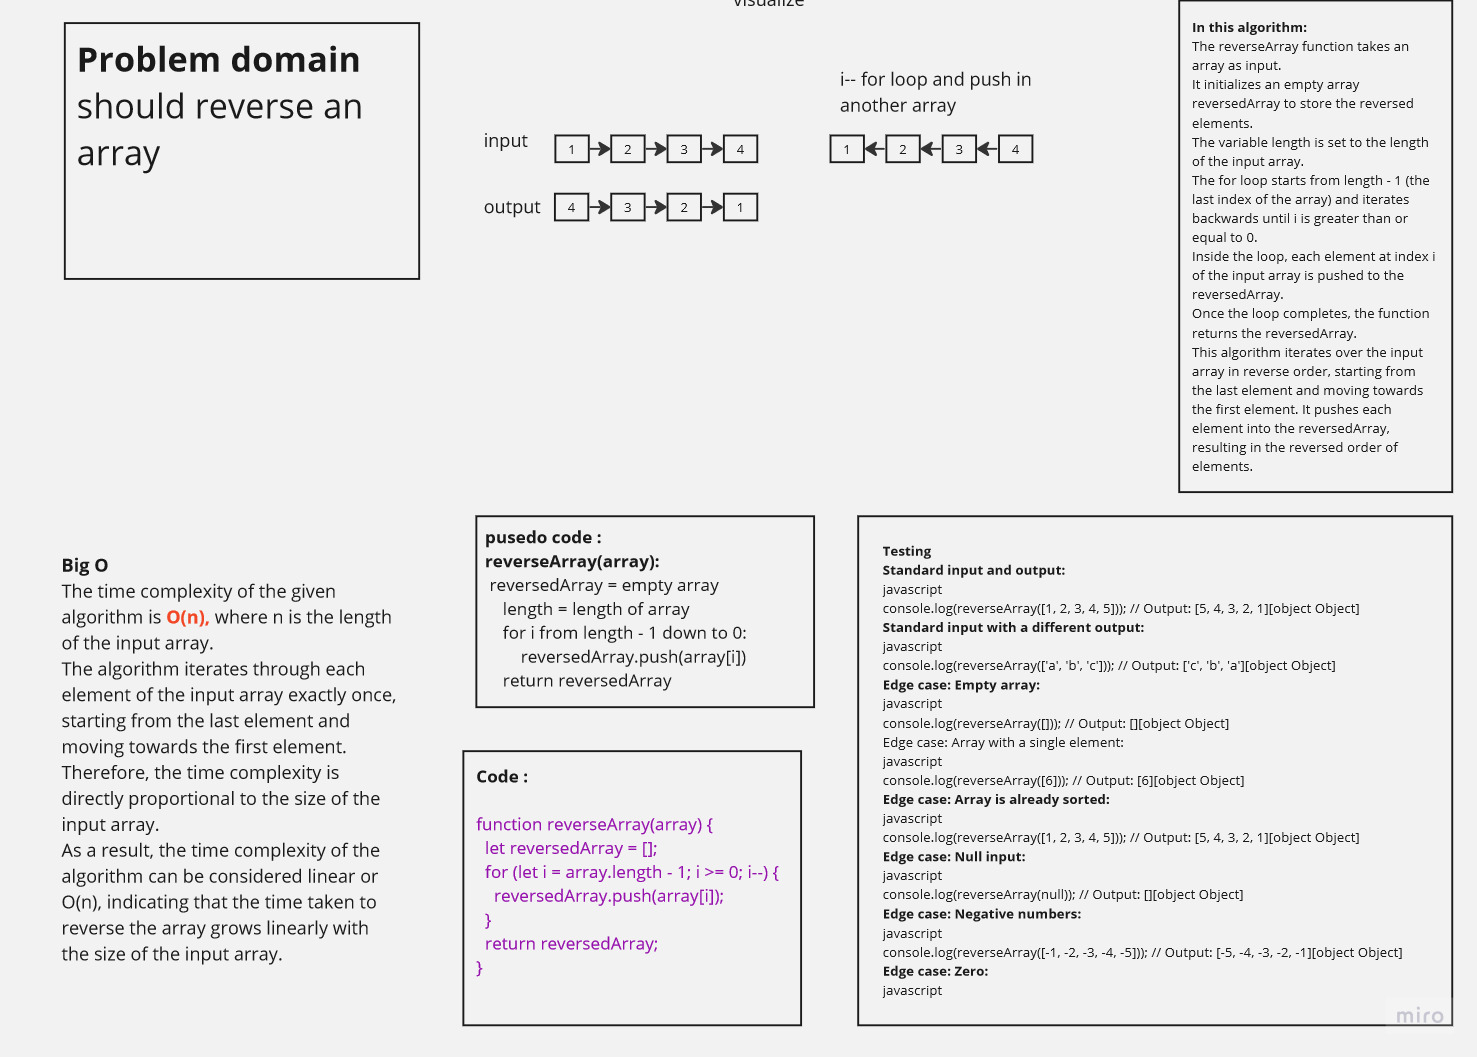 visualize
Problem domain
should reverse an
array
i-- for loop and push in
another array
input
1 2 3 4
1 2 3 4
output
4 3 2 1
In this algorithm:
The reverseArray function takes an
array as input.
It initializes an empty array
reversedArray to store the reversed
elements.
The variable length is set to the length
of the input array.
The for loop starts from length - 1 (the
last index of the array) and iterates
backwards until i is greater than or
equal to 0.
Inside the loop, each element at index i
of the input array is pushed to the
reversedArray.
Once the loop completes, the function
returns the reversedArray.
This algorithm iterates over the input
array in reverse order, starting from
the last element and moving towards
the first element. It pushes each
element into the reversedArray,
resulting in the reversed order of
elements.
Big O
The time complexity of the given
algorithm is O(n), where n is the length
of the input array.
The algorithm iterates through each
element of the input array exactly once,
starting from the last element and
moving towards the first element.
Therefore, the time complexity is
directly proportional to the size of the
input array.
As a result, the time complexity of the
algorithm can be considered linear or
O(n), indicating that the time taken to
reverse the array grows linearly with
the size of the input array.
pusedo code :
reverseArray(array):
reversedArray = empty array
length = length of array
for i from length - 1 down to 0:
reversedArray.push(array[i])
return reversedArray
Code :
function reverseArray(array) {
let reversedArray = [];
for (let i = array.length - 1; i >= 0; i--) {
reversedArray.push(array[i]);
}
return reversedArray;
}
Testing
Standard input and output:
javascript
console.log(reverseArray([1, 2, 3, 4, 5])); // Output: [5, 4, 3, 2, 1][object Object]
Standard input with a different output:
javascript
console.log(reverseArray(['a', 'b', 'c'])); // Output: ['c', 'b', 'a'][object Object]
Edge case: Empty array:
javascript
console.log(reverseArray([])); // Output: [][object Object]
Edge case: Array with a single element:
javascript
console.log(reverseArray([6])); // Output: [6][object Object]
Edge case: Array is already sorted:
javascript
console.log(reverseArray([1, 2, 3, 4, 5])); // Output: [5, 4, 3, 2, 1][object Object]
Edge case: Null input:
javascript
console.log(reverseArray(null)); // Output: [][object Object]
Edge case: Negative numbers:
javascript
console.log(reverseArray([-1, -2, -3, -4, -5])); // Output: [-5, -4, -3, -2, -1][object Object]
Edge case: Zero:
javascript
miro